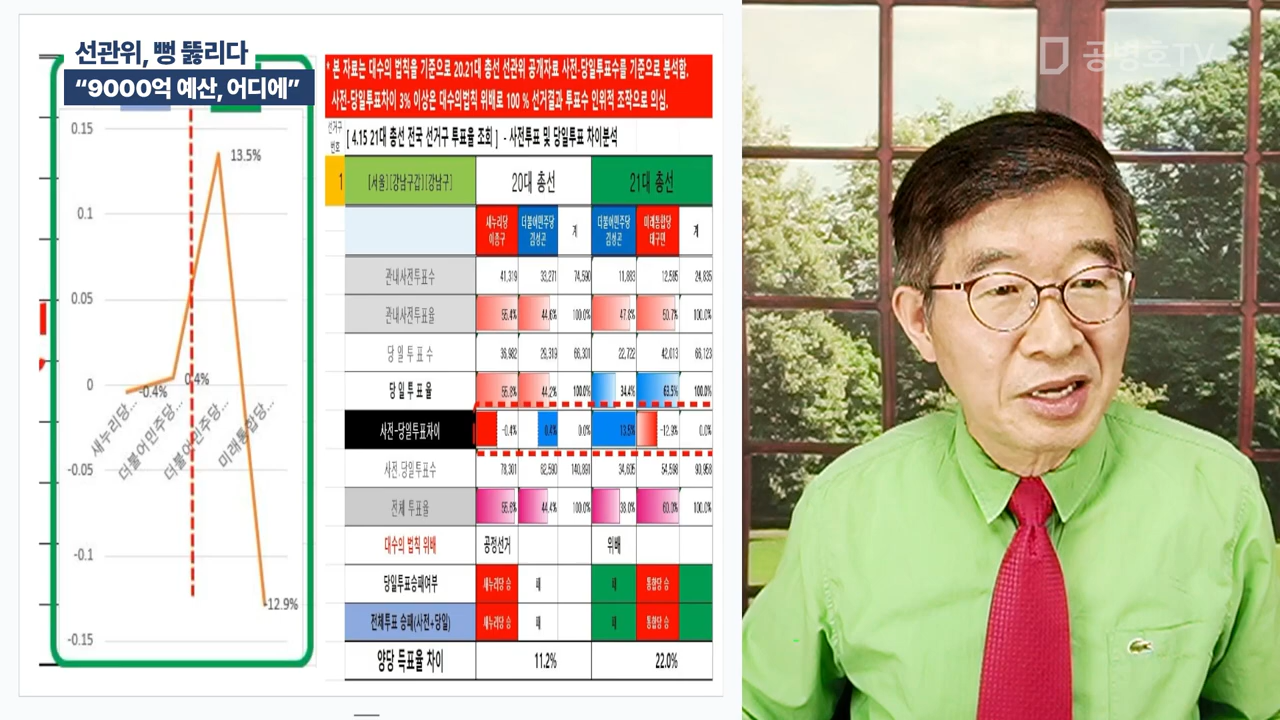 선관위, 뻥 뚫리다
“9000억 예산, 어디에”
0.15
0.1
0.05
0
-0.05
-0.1
-0.15
13.5%
-0.4%
0.4%
-12.9%
새누리당...
더불어민주당...
더불어민주당...
미래통합당...
* 본 자료는 대수의 법칙을 기준으로 20.21대 총선 선관위 공개자료 사전-당일투표수를 기준으로 분석함.
사전-당일투표차이 3% 이상은 대수의법칙 위배로 100 % 선거결과 투표수 인위적 조작으로 의심.
선거구
번호
[ 4.15 21대 총선 전국 선거구 투표율 조회 ] - 사전투표 및 당일투표 차이분석
1 [서울][강남구갑][강남구] 20대 총선 21대 총선
새누리당 더불어민주당 계 더불어민주당 미래통합당 계
이종구 김성곤 김성곤 태구민
관내사전투표수 41,319 33,271 74,590 11,883 12,585 24,835
관내사전투표율 55.4% 44.6% 100.0% 47.8% 50.7% 100.0%
당 일 투 표 수 36,982 29,319 66,301 22,722 42,013 66,123
당 일 투표율 55.8% 44.2% 100.0% 34.4% 63.5% 100.0%
사전-당일투표차이 -0.4% 0.4% 0.0% 13.5% -12.9% 0.0%
사전.당일투표수 78,301 62,590 140,891 34,605 54,598 90,958
전체 투표율 55.6% 44.4% 100.0% 38.0% 60.0% 100.0%
대수의 법칙 위배 공정선거 위배
당일투표승패여부 새누리당 승 패 패 통합당 승
전체투표 승패(사전+당일) 새누리당 승 패 패 통합당 승
양당 득표율 차이 11.2% 22.0%
공병호TV